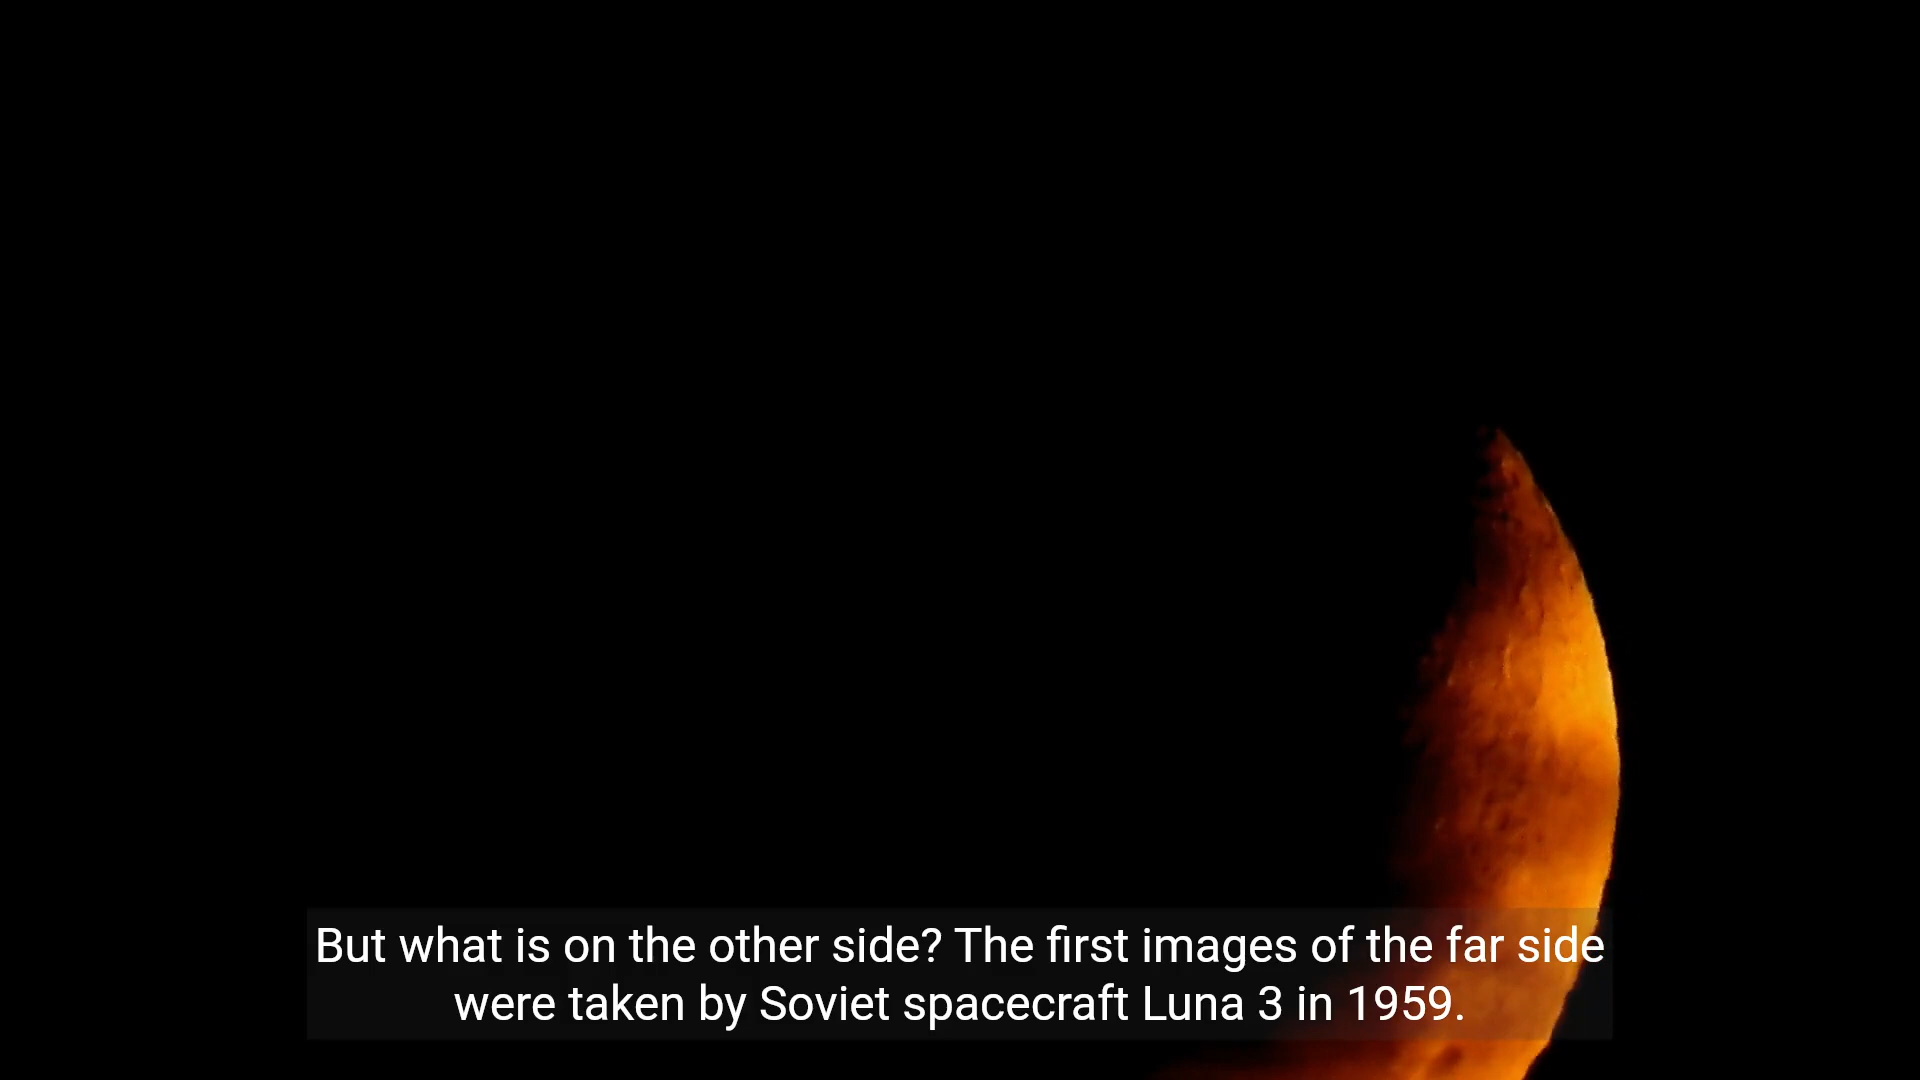 But what is on the other side? The first images of the far side
were taken by Soviet spacecraft Luna 3 in 1959.